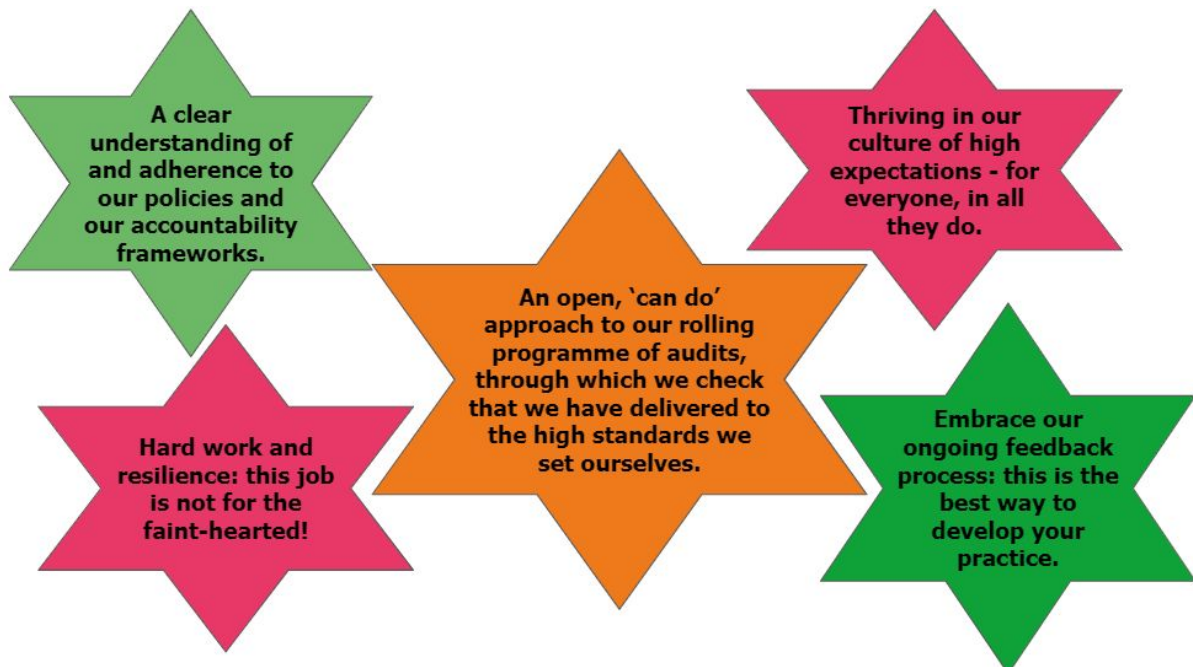 A clear
understanding of
and adherence to
our policies and
our accountability
frameworks.
Thriving in our
culture of high
expectations - for
everyone, in all
they do.
An open, ‘can do’
approach to our rolling
programme of audits,
through which we check
that we have delivered to
the high standards we
set ourselves.
Hard work and
resilience: this job
is not for the
faint-hearted!
Embrace our
ongoing feedback
process: this is the
best way to
develop your
practice.